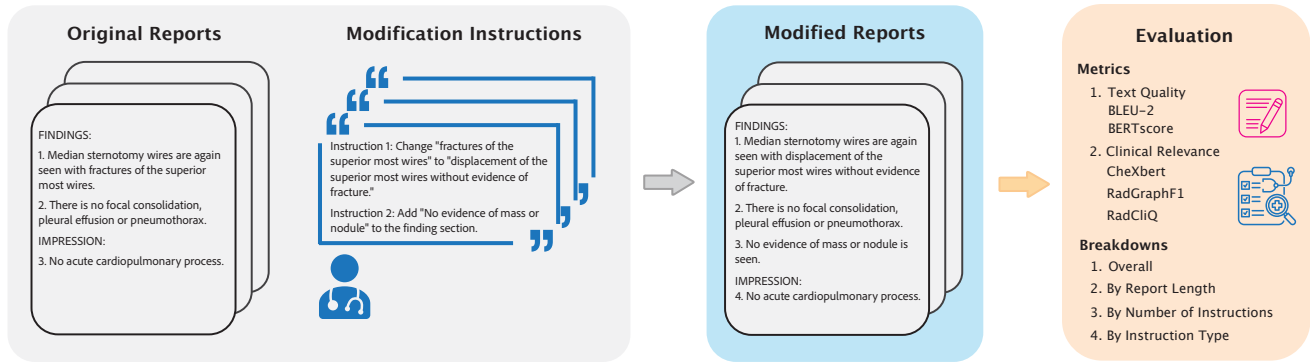 Original Reports
FINDINGS:
1. Median sternotomy wires are again
seen with fractures of the superior
most wires.
2. There is no focal consolidation,
pleural effusion or pneumothorax.
IMPRESSION:
3. No acute cardiopulmonary process.
Modification Instructions
Instruction 1: Change "fractures of the
superior most wires" to "displacement of the
superior most wires without evidence of
fracture."
Instruction 2: Add "No evidence of mass or
nodule" to the finding section.
Modified Reports
FINDINGS:
1. Median sternotomy wires are again
seen with displacement of the
superior most wires without evidence
of fracture.
2. There is no focal consolidation,
pleural effusion or pneumothorax.
3. No evidence of mass or nodule is
seen.
IMPRESSION:
4. No acute cardiopulmonary process.
Evaluation
Metrics
1. Text Quality
BLEU-2
BERTscore
2. Clinical Relevance
CheXbert
RadGraphF1
RadCliQ
Breakdowns
1. Overall
2. By Report Length
3. By Number of Instructions
4. By Instruction Type